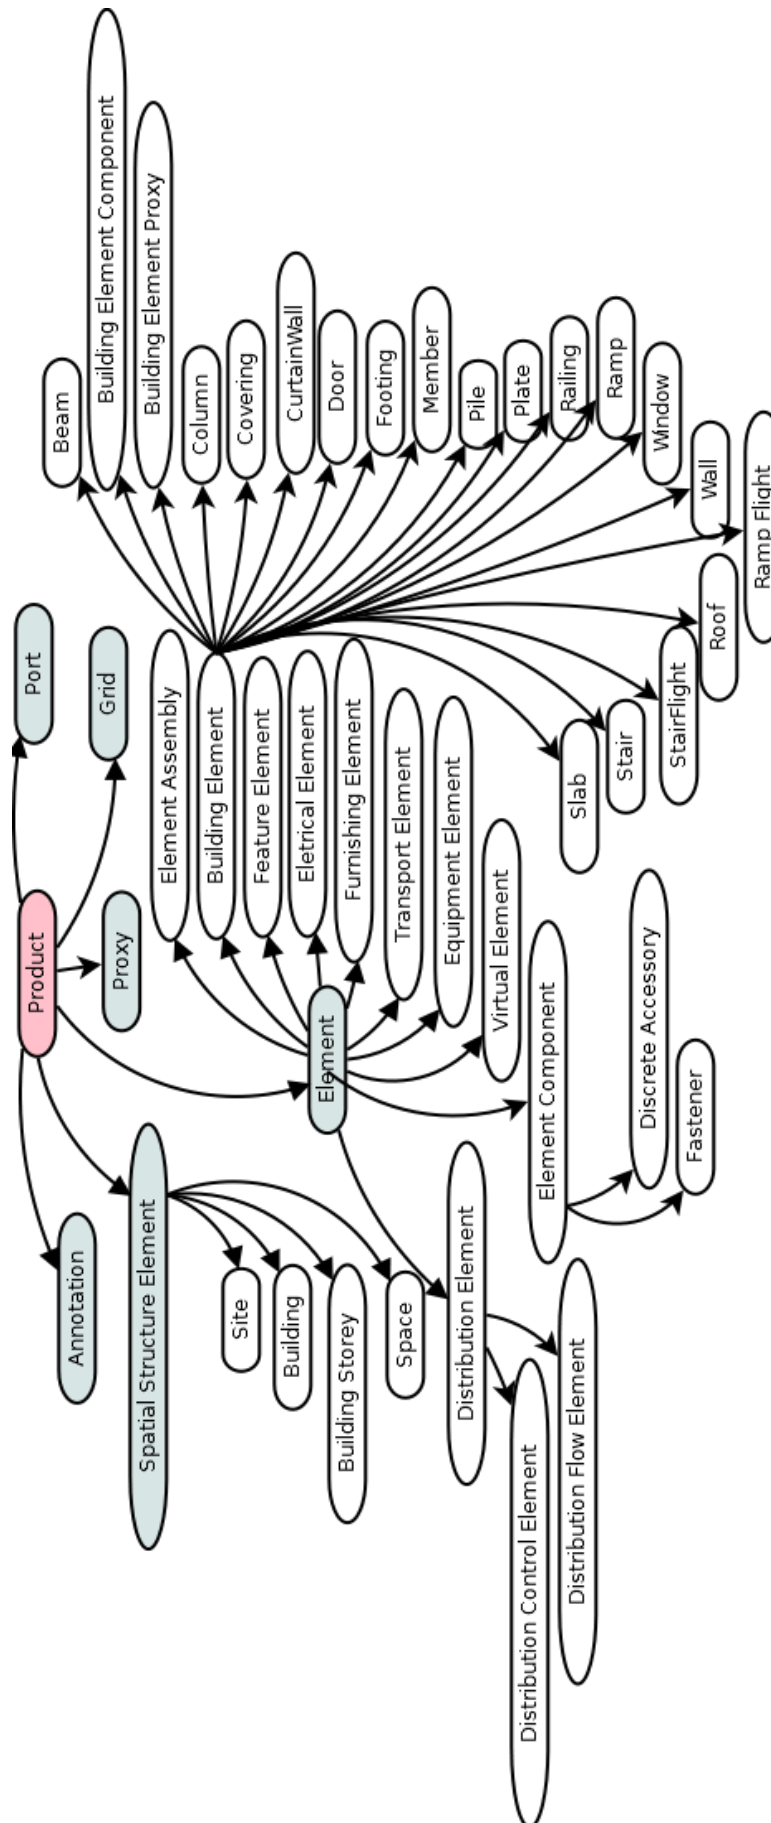 Product
Port
Grid
Proxy
Element
Spatial Structure Element
Annotation
Element Assembly
Building Element
Feature Element
Eletrical Element
Furnishing Element
Transport Element
Equipment Element
Virtual Element
Element Component
Distribution Element
Site
Building
Building Storey
Space
Beam
Building Element Component
Building Element Proxy
Column
Covering
CurtainWall
Door
Footing
Member
Pile
Plate
Railing
Ramp
Window
Wall
Ramp Flight
Roof
StairFlight
Stair
Slab
Discrete Accessory
Fastener
Distribution Control Element
Distribution Flow Element